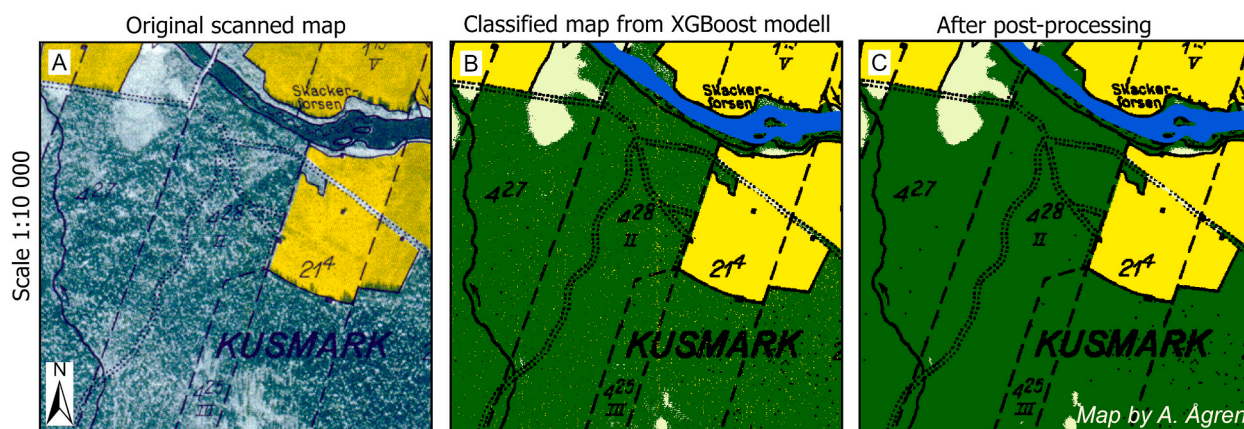 Original scanned map
Classified map from XGBoost modell
After post-processing
Scale 1:10 000
A
V
Skacker-
forsen
4 27
4 28
II
21 4
KUSMARK
4 25
III
N
B
V
Skacker-
forsen
4 27
4 28
II
21 4
KUSMARK
4 25
III
C
V
Skacker-
forsen
4 27
4 28
II
21 4
KUSMARK
4 25
III
Map by A. Ågren